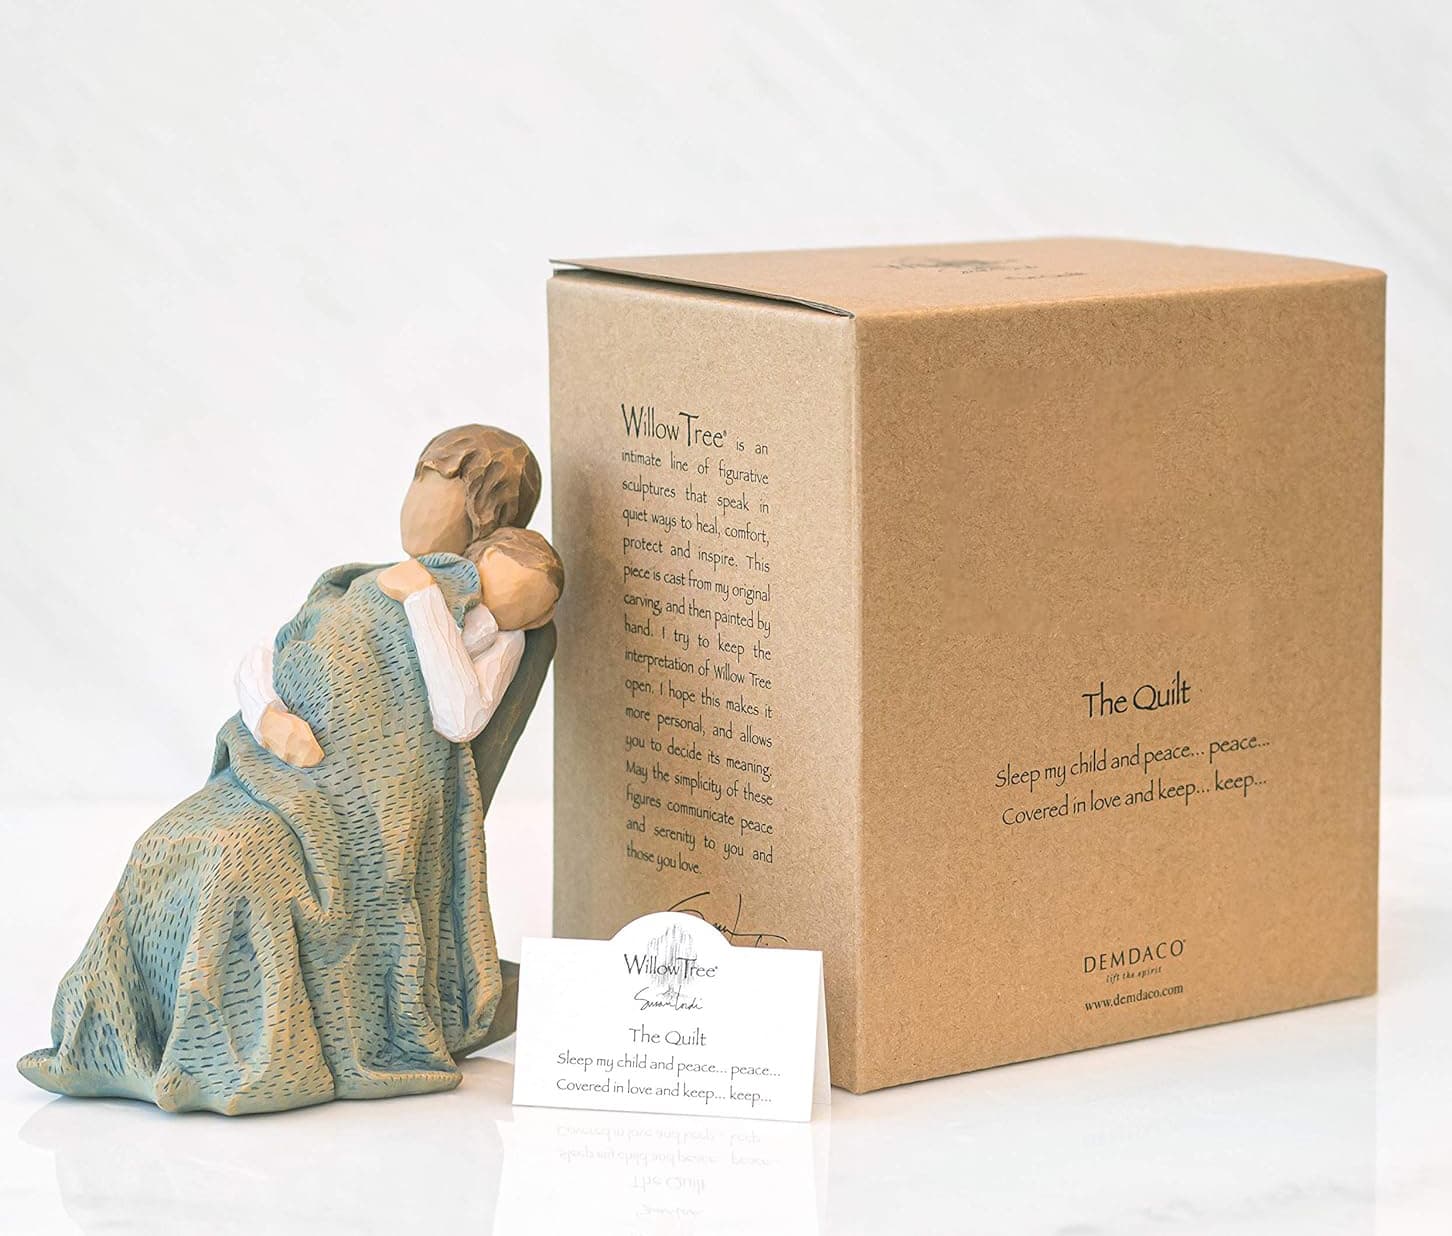 Willow Tree® is an
intimate line of figurative
sculptures that speak in
quiet ways to heal, comfort,
protect and inspire. This
piece is cast from my original
carving, and then painted by
hand. I try to keep the
interpretation of Willow Tree
open. I hope this makes it
more personal, and allows
you to decide its meaning.
May the simplicity of these
figures communicate peace
and serenity to you and
those you love.
The Quilt
Sleep my child and peace... peace...
Covered in love and keep... keep...
DEMDACO
lift the spirit
www.demdaco.com
Willow Tree®
Susan Lordi
The Quilt
Sleep my child and peace... peace...
Covered in love and keep... keep...